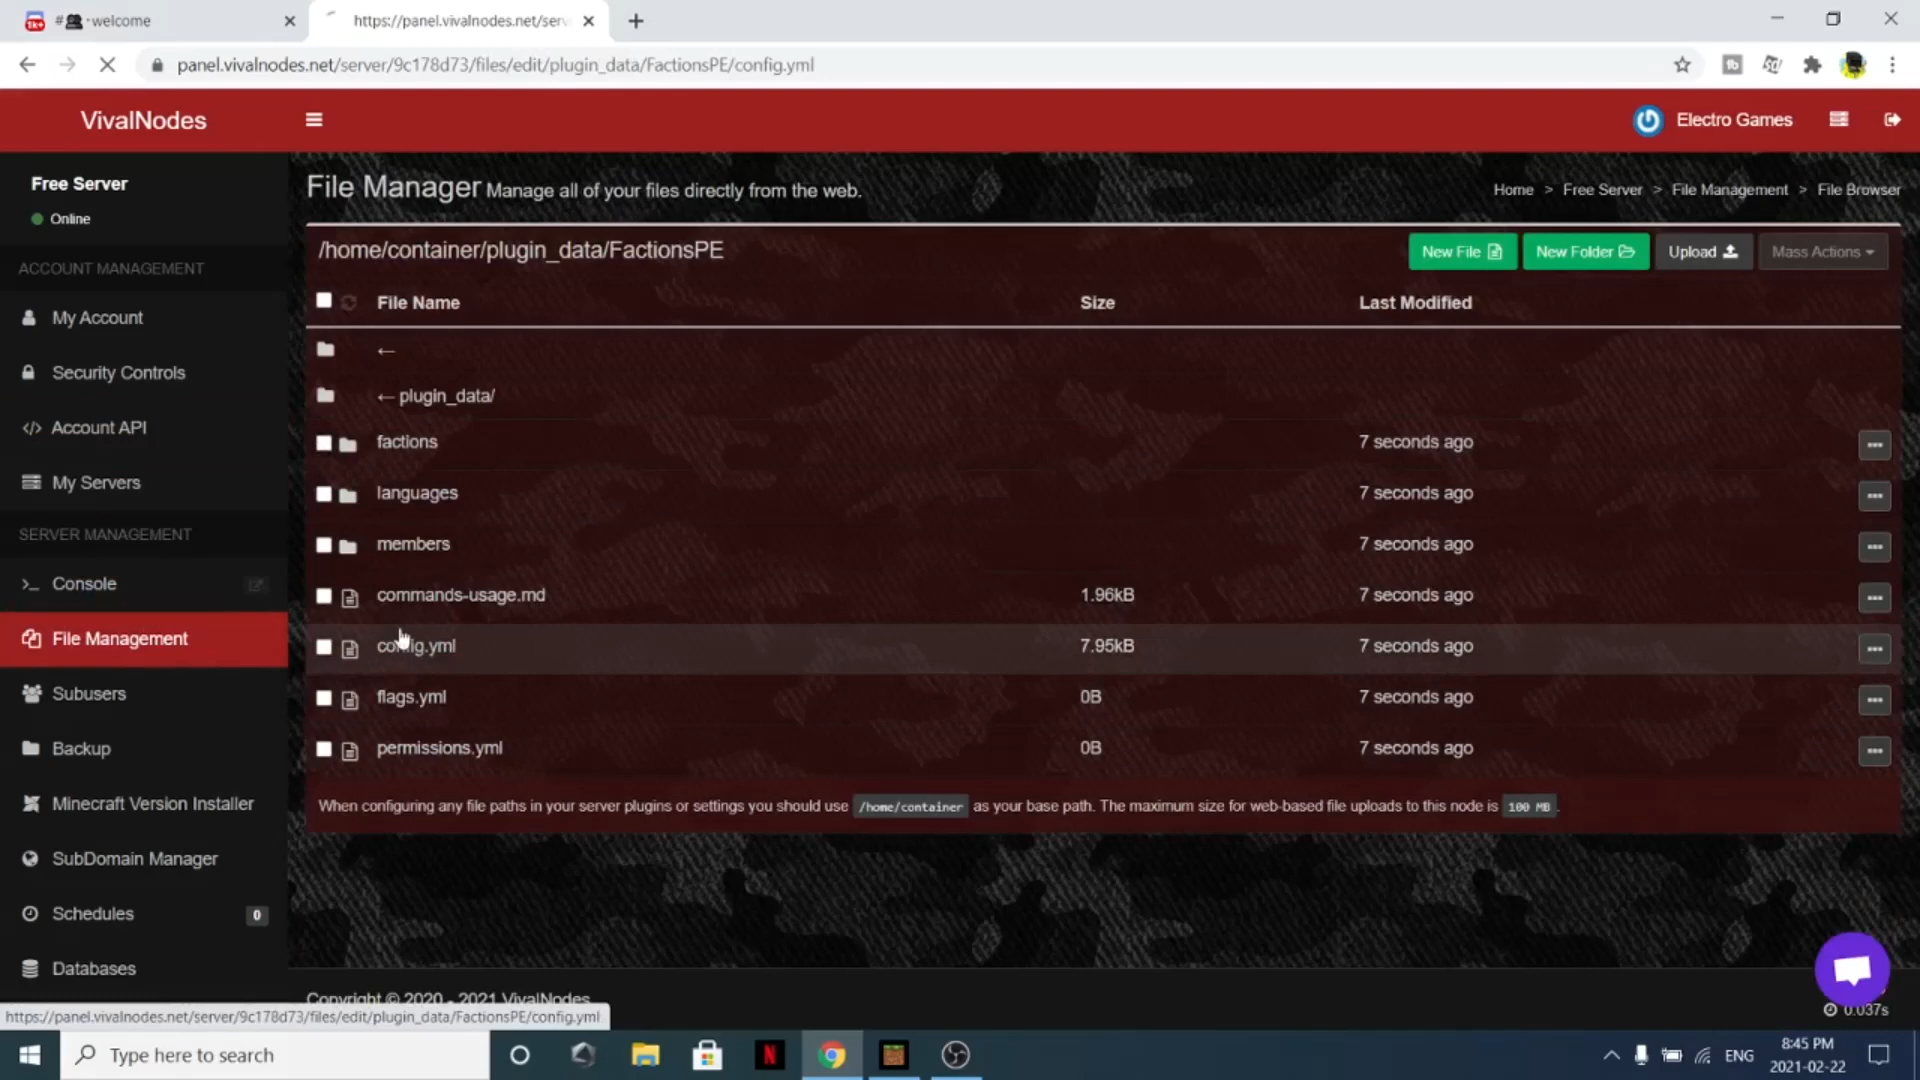 #👥·welcome
https://panel.vivalnodes.net/serv
panel.vivalnodes.net/server/9c178d73/files/edit/plugin_data/FactionsPE/config.yml
VivalNodes
Electro Games
Free Server
Online
ACCOUNT MANAGEMENT
My Account
Security Controls
Account API
My Servers
SERVER MANAGEMENT
Console
File Management
Subusers
Backup
Minecraft Version Installer
SubDomain Manager
Schedules 0
Databases
File Manager Manage all of your files directly from the web.
Home > Free Server > File Management > File Browser
/home/container/plugin_data/FactionsPE
New File
New Folder
Upload
Mass Actions
File Name Size Last Modified
←
← plugin_data/
factions 7 seconds ago
languages 7 seconds ago
members 7 seconds ago
commands-usage.md 1.96kB 7 seconds ago
config.yml 7.95kB 7 seconds ago
flags.yml 0B 7 seconds ago
permissions.yml 0B 7 seconds ago
When configuring any file paths in your server plugins or settings you should use /home/container as your base path. The maximum size for web-based file uploads to this node is 100 MB.
Copyright © 2020 - 2021 VivalNodes
0.037s
https://panel.vivalnodes.net/server/9c178d73/files/edit/plugin_data/FactionsPE/config.yml
Type here to search
ENG
8:45 PM
2021-02-22